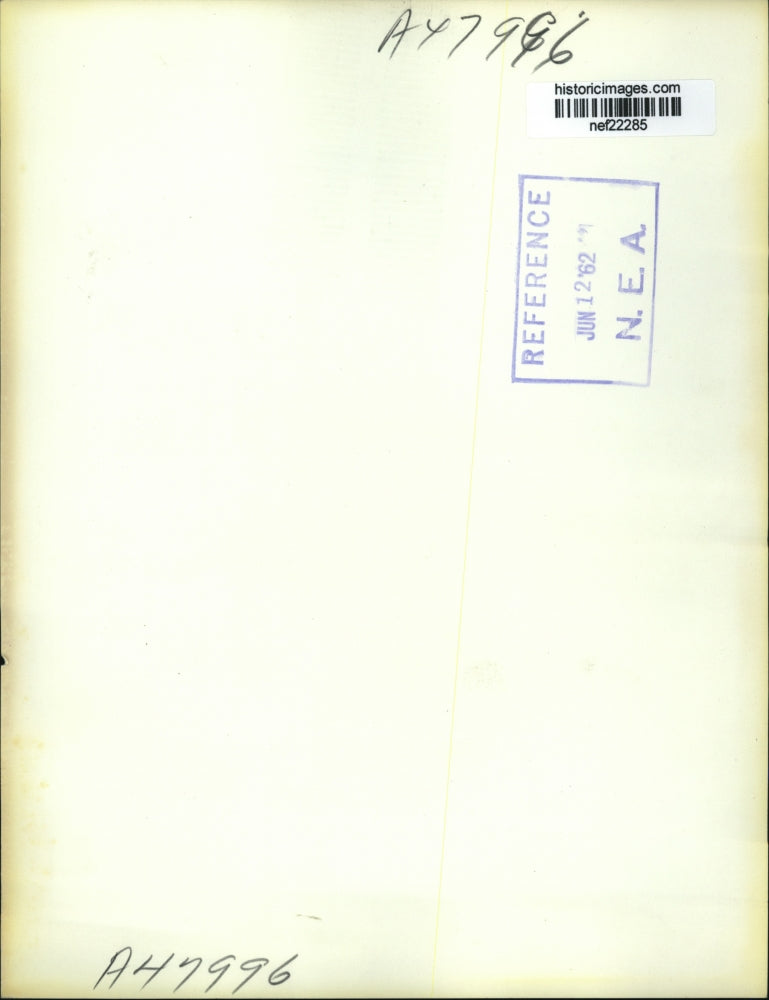 A47996
historicimages.com
nef22285
REFERENCE
JUN 12 '62
N. E. A.
A47996